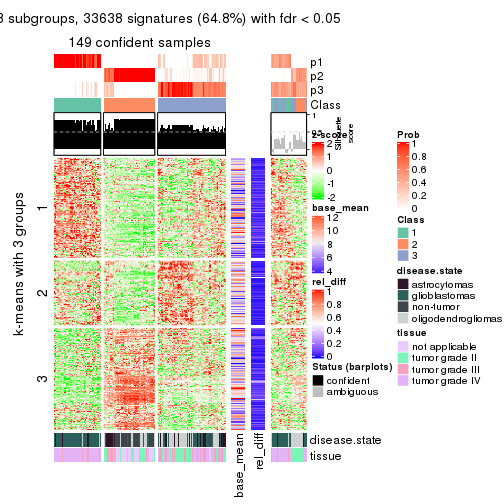 3 subgroups, 33638 signatures (64.8%) with fdr < 0.05
149 confident samples
p1
p2
p3
Class
1
Silhouette
score
k-means with 3 groups
1
2
3
z-score
2
1
0
-1
-2
base_mean
12
10
8
6
4
rel_diff
1
0.8
0.6
0.4
0.2
0
Status (barplots)
confident
ambiguous
Prob
1
0.8
0.6
0.4
0.2
0
Class
1
2
3
disease.state
astrocytomas
glioblastomas
non-tumor
oligodendrogliomas
tissue
not applicable
tumor grade II
tumor grade III
tumor grade IV
disease.state
tissue
base_mean
rel_diff